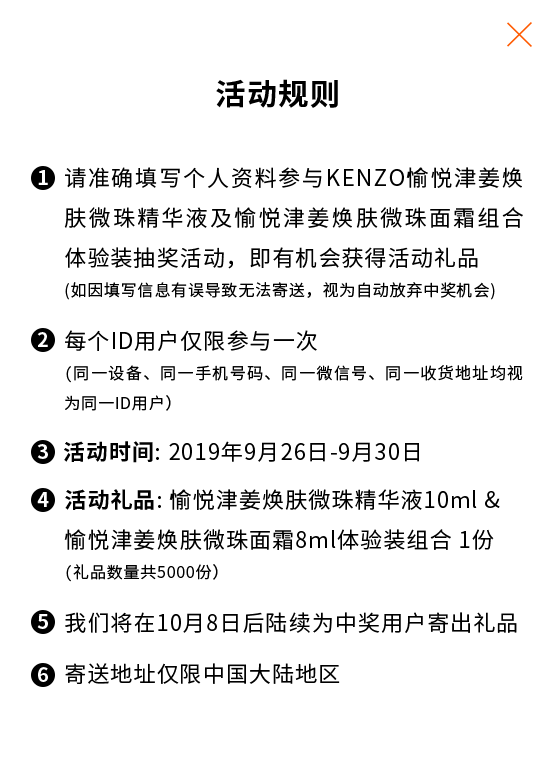 活动规则
1 请准确填写个人资料参与KENZO愉悦津姜焕
肤微珠精华液及愉悦津姜焕肤微珠面霜组合
体验装抽奖活动，即有机会获得活动礼品
(如因填写信息有误导致无法寄送，视为自动放弃中奖机会)
2 每个ID用户仅限参与一次
(同一设备、同一手机号码、同一微信号、同一收货地址均视
为同一ID用户）
3 活动时间: 2019年9月26日-9月30日
4 活动礼品: 愉悦津姜焕肤微珠精华液10ml &
愉悦津姜焕肤微珠面霜8ml体验装组合 1份
(礼品数量共5000份）
5 我们将在10月8日后陆续为中奖用户寄出礼品
6 寄送地址仅限中国大陆地区